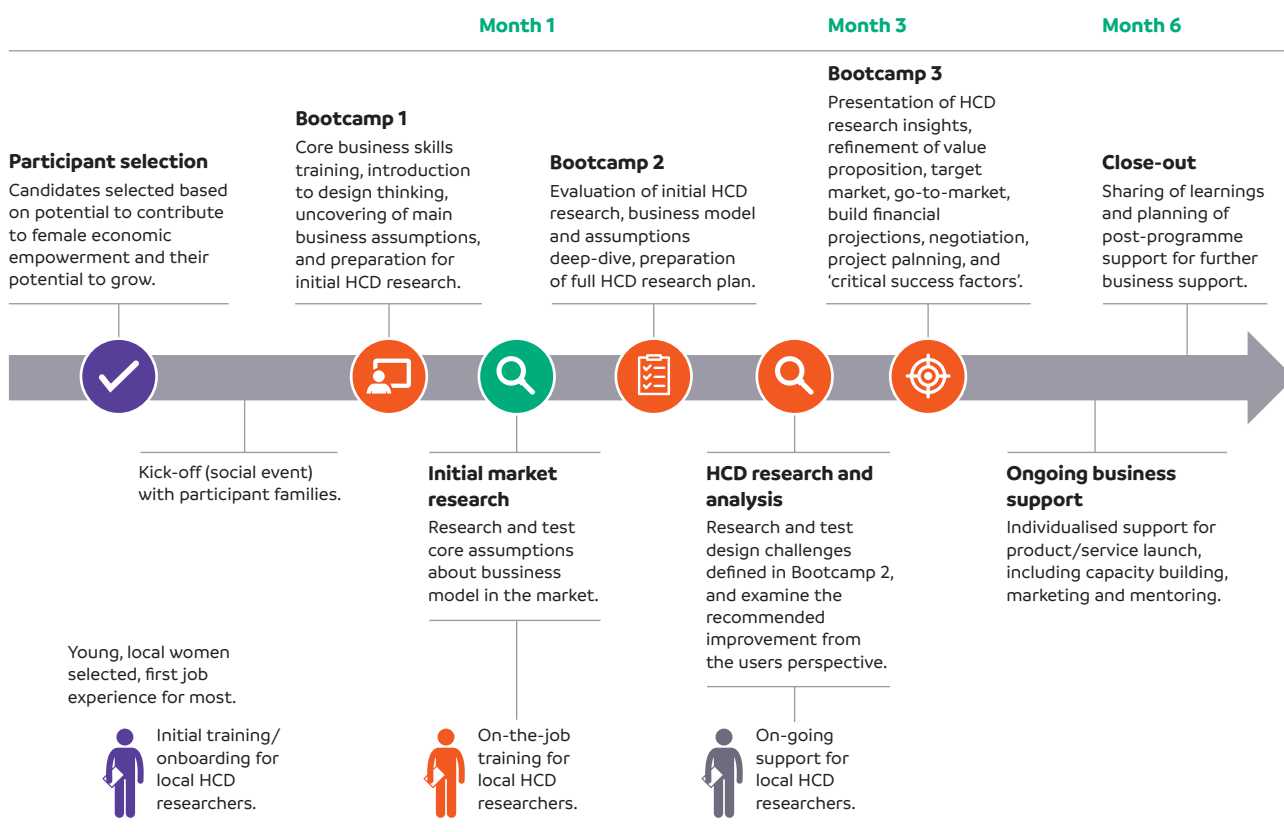 Month 1
Month 3
Month 6
Participant selection
Candidates selected based
on potential to contribute
to female economic
empowerment and their
potential to grow.
Bootcamp 1
Core business skills
training, introduction
to design thinking,
uncovering of main
business assumptions,
and preparation for
initial HCD research.
Bootcamp 2
Evaluation of initial HCD
research, business model
and assumptions
deep-dive, preparation
of full HCD research plan.
Bootcamp 3
Presentation of HCD
research insights,
refinement of value
proposition, target
market, go-to-market,
build financial
projections, negotiation,
project palnning, and
‘critical success factors’.
Close-out
Sharing of learnings
and planning of
post-programme
support for further
business support.
Kick-off (social event)
with participant families.
Initial market
research
Research and test
core assumptions
about bussiness
model in the market.
HCD research and
analysis
Research and test
design challenges
defined in Bootcamp 2,
and examine the
recommended
improvement from
the users perspective.
Ongoing business
support
Individualised support for
product/service launch,
including capacity building,
marketing and mentoring.
Young, local women
selected, first job
experience for most.
Initial training/
onboarding for
local HCD
researchers.
On-the-job
training for
local HCD
researchers.
On-going
support for
local HCD
researchers.